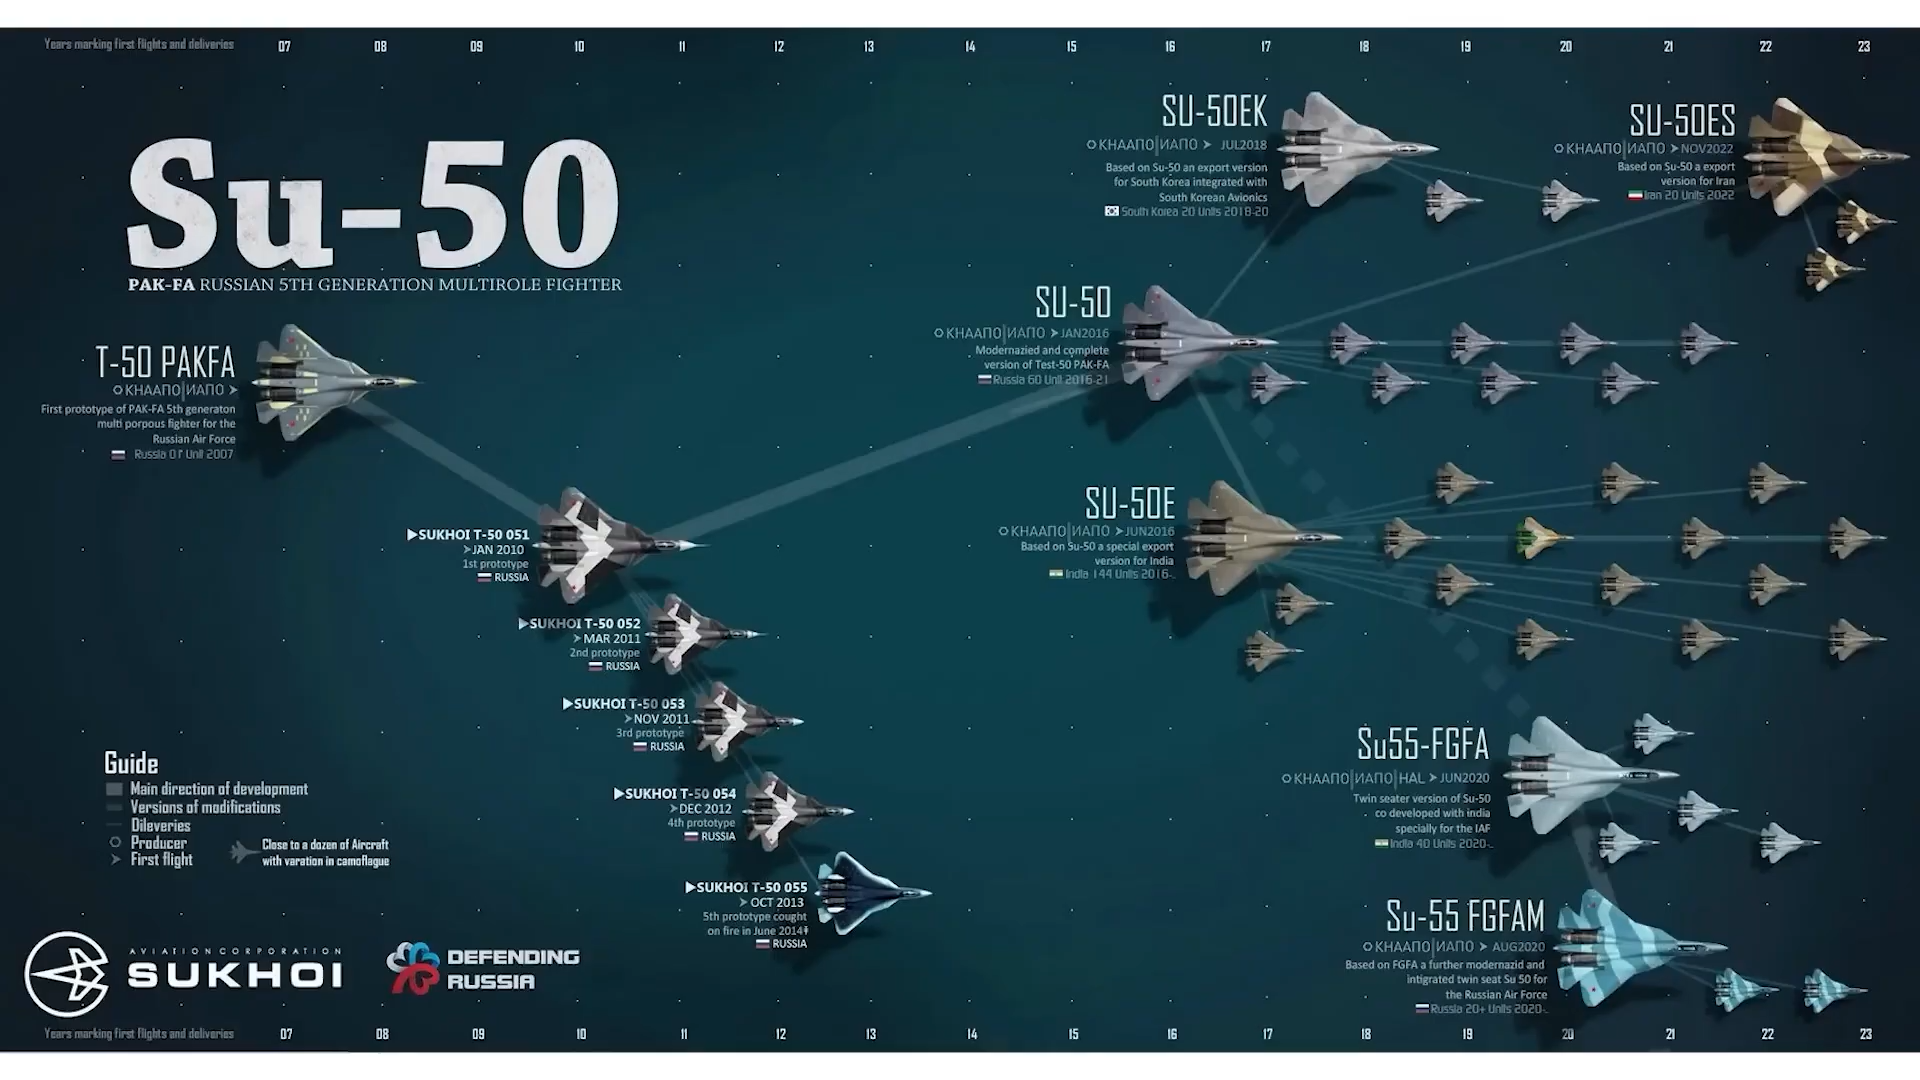 Years marking first flights and deliveries 07 08 09 10 11 12 13 14 15 16 17 18 19 20 21 22 23
Su-50
PAK-FA RUSSIAN 5TH GENERATION MULTIROLE FIGHTER
T-50 PAKFA
КНААПО|ИАПО
First prototype of PAK-FA 5th generaton
multi porpous fighter for the
Russian Air Force
Russia 01 Unit 2007
SUKHOI T-50 051
JAN 2010
1st prototype
RUSSIA
SUKHOI T-50 052
MAR 2011
2nd prototype
RUSSIA
SUKHOI T-50 053
NOV 2011
3rd prototype
RUSSIA
SUKHOI T-50 054
DEC 2012
4th prototype
RUSSIA
SUKHOI T-50 055
OCT 2013
5th prototype cought
on fire in June 2014
RUSSIA
SU-50EK
КНААПО|ИАПО JUL2018
Based on Su-50 an export version
for South Korea integrated with
South Korean Avionics
South Korea 20 Units 2018-20
SU-50ES
КНААПО|ИАПО NOV2022
Based on Su-50 a export
version for Iran
Iran 20 Units 2022
SU-50
КНААПО|ИАПО JAN2016
Modernazied and complete
version of Test-50 PAK-FA
Russia 60 Unit 2016-21
SU-50E
КНААПО|ИАПО JUN2016
Based on Su-50 a special export
version for India
India 144 Units 2016-
Su55-FGFA
КНААПО|ИАПО|HAL JUN2020
Twin seater version of Su-50
co developed with india
specially for the IAF
India 40 Units 2020-
Su-55 FGFAM
КНААПО|ИАПО AUG2020
Based on FGFA a further modernazid and
intigrated twin seat Su 50 for
the Russian Air Force
Russia 20+ Units 2020-
Guide
Main direction of development
Versions of modifications
Dileveries
Producer
First flight
Close to a dozen of Aircraft
with varation in camoflague
AVIATION CORPORATION
SUKHOI
DEFENDING
RUSSIA
Years marking first flights and deliveries 07 08 09 10 11 12 13 14 15 16 17 18 19 20 21 22 23